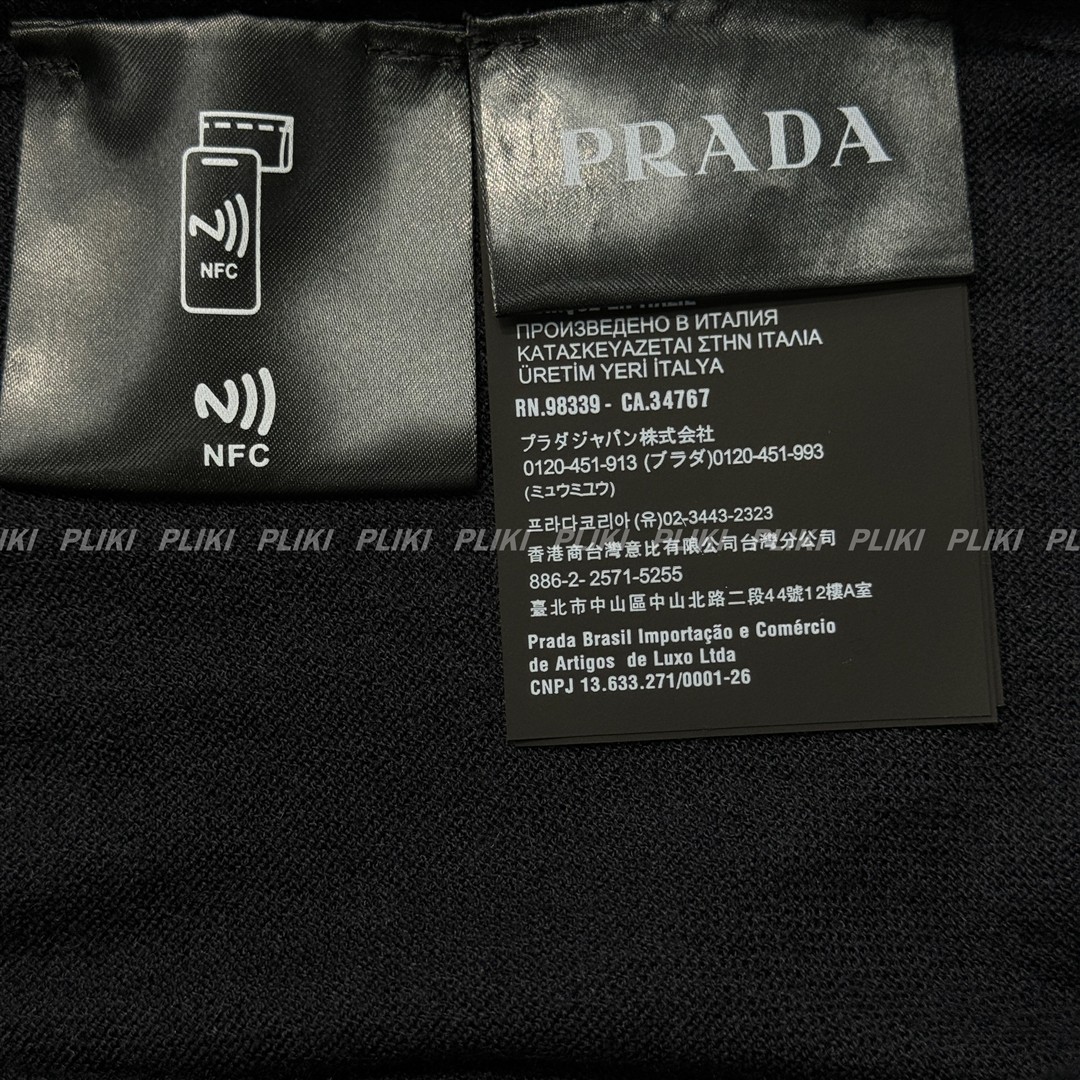 NFC
NFC
PRADA
ПРОИЗВЕДЕНО В ИТАЛИЯ
ΚΑΤΑΣΚΕΥΑΖΕΤΑΙ ΣΤΗΝ ΙΤΑΛΙΑ
ÜRETİM YERİ İTALYA
RN.98339 - CA.34767
プラダジャパン株式会社
0120-451-913 (プラダ)0120-451-993
(ミュウミユウ)
프라다코리아 (유)02-3443-2323
PLIKI PLIKI PLIKI PLIKI PLIKI PLIKI PLIKI PLIKI PLIKI
香港商台灣意比有限公司台灣分公司
886-2- 2571-5255
臺北市中山區中山北路二段44號12樓A室
Prada Brasil Importação e Comércio
de Artigos de Luxo Ltda
CNPJ 13.633.271/0001-26